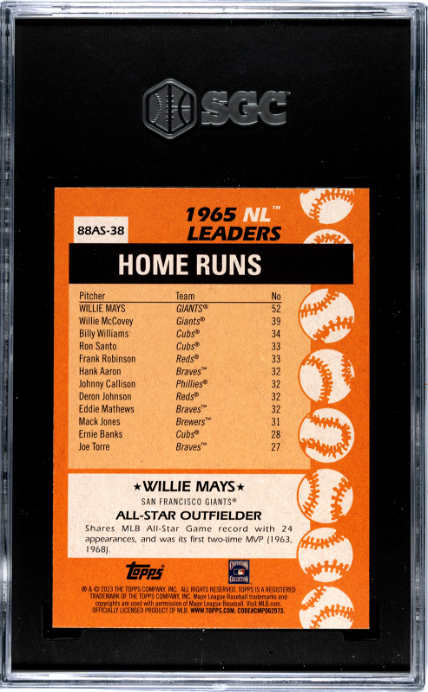 SGC
1965 NL™
LEADERS
88AS-38
HOME RUNS
Pitcher Team No
WILLIE MAYS GIANTS® 52
Willie McCovey Giants® 39
Billy Williams Cubs® 34
Ron Santo Cubs® 33
Frank Robinson Reds® 33
Hank Aaron Braves™ 32
Johnny Callison Phillies® 32
Deron Johnson Reds® 32
Eddie Mathews Braves™ 32
Mack Jones Brewers™ 31
Ernie Banks Cubs® 28
Joe Torre Braves™ 27
★WILLIE MAYS★
SAN FRANCISCO GIANTS®
ALL-STAR OUTFIELDER
Shares MLB All-Star Game record with 24
appearances, and was its first two-time MVP (1963,
1968).
Topps
COOPERSTOWN
COLLECTION
® & © 2023 THE TOPPS COMPANY, INC. ALL RIGHTS RESERVED. TOPPS IS A REGISTERED
TRADEMARK OF THE TOPPS COMPANY, INC. Major League Baseball trademarks and
copyrights are used with permission of Major League Baseball. Visit MLB.com.
OFFICIALLY LICENSED PRODUCT OF MLB. WWW.TOPPS.COM. CODE#CMP062973.